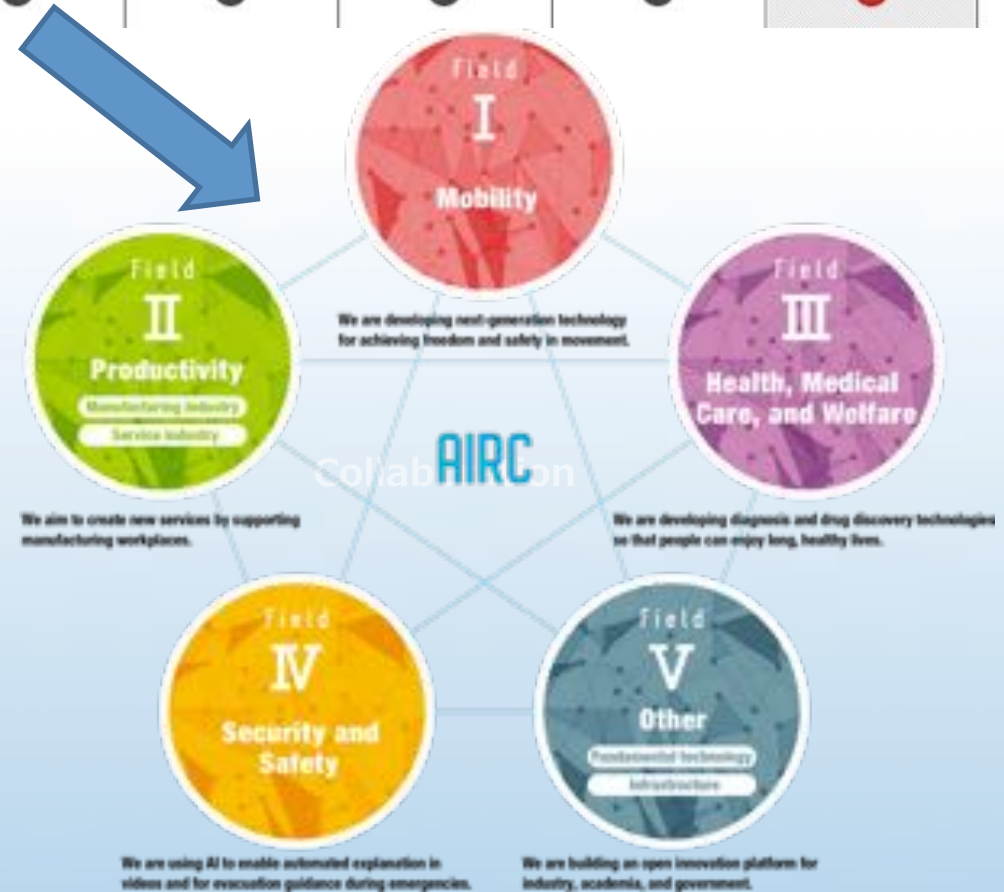 Field
I
Mobility
We are developing next-generation technology
for achieving freedom and safety in movement.
Field
II
Productivity
Manufacturing industry
Service industry
We aim to create new services by supporting
manufacturing workplaces.
Field
III
Health, Medical
Care, and Welfare
We are developing diagnosis and drug discovery technologies
so that people can enjoy long, healthy lives.
Collaboration
AIRC
Field
IV
Security and
Safety
We are using AI to enable automated explanation in
videos and for evacuation guidance during emergencies.
Field
V
Other
Fundamental technology
Infrastructure
We are building an open innovation platform for
industry, academia, and government.